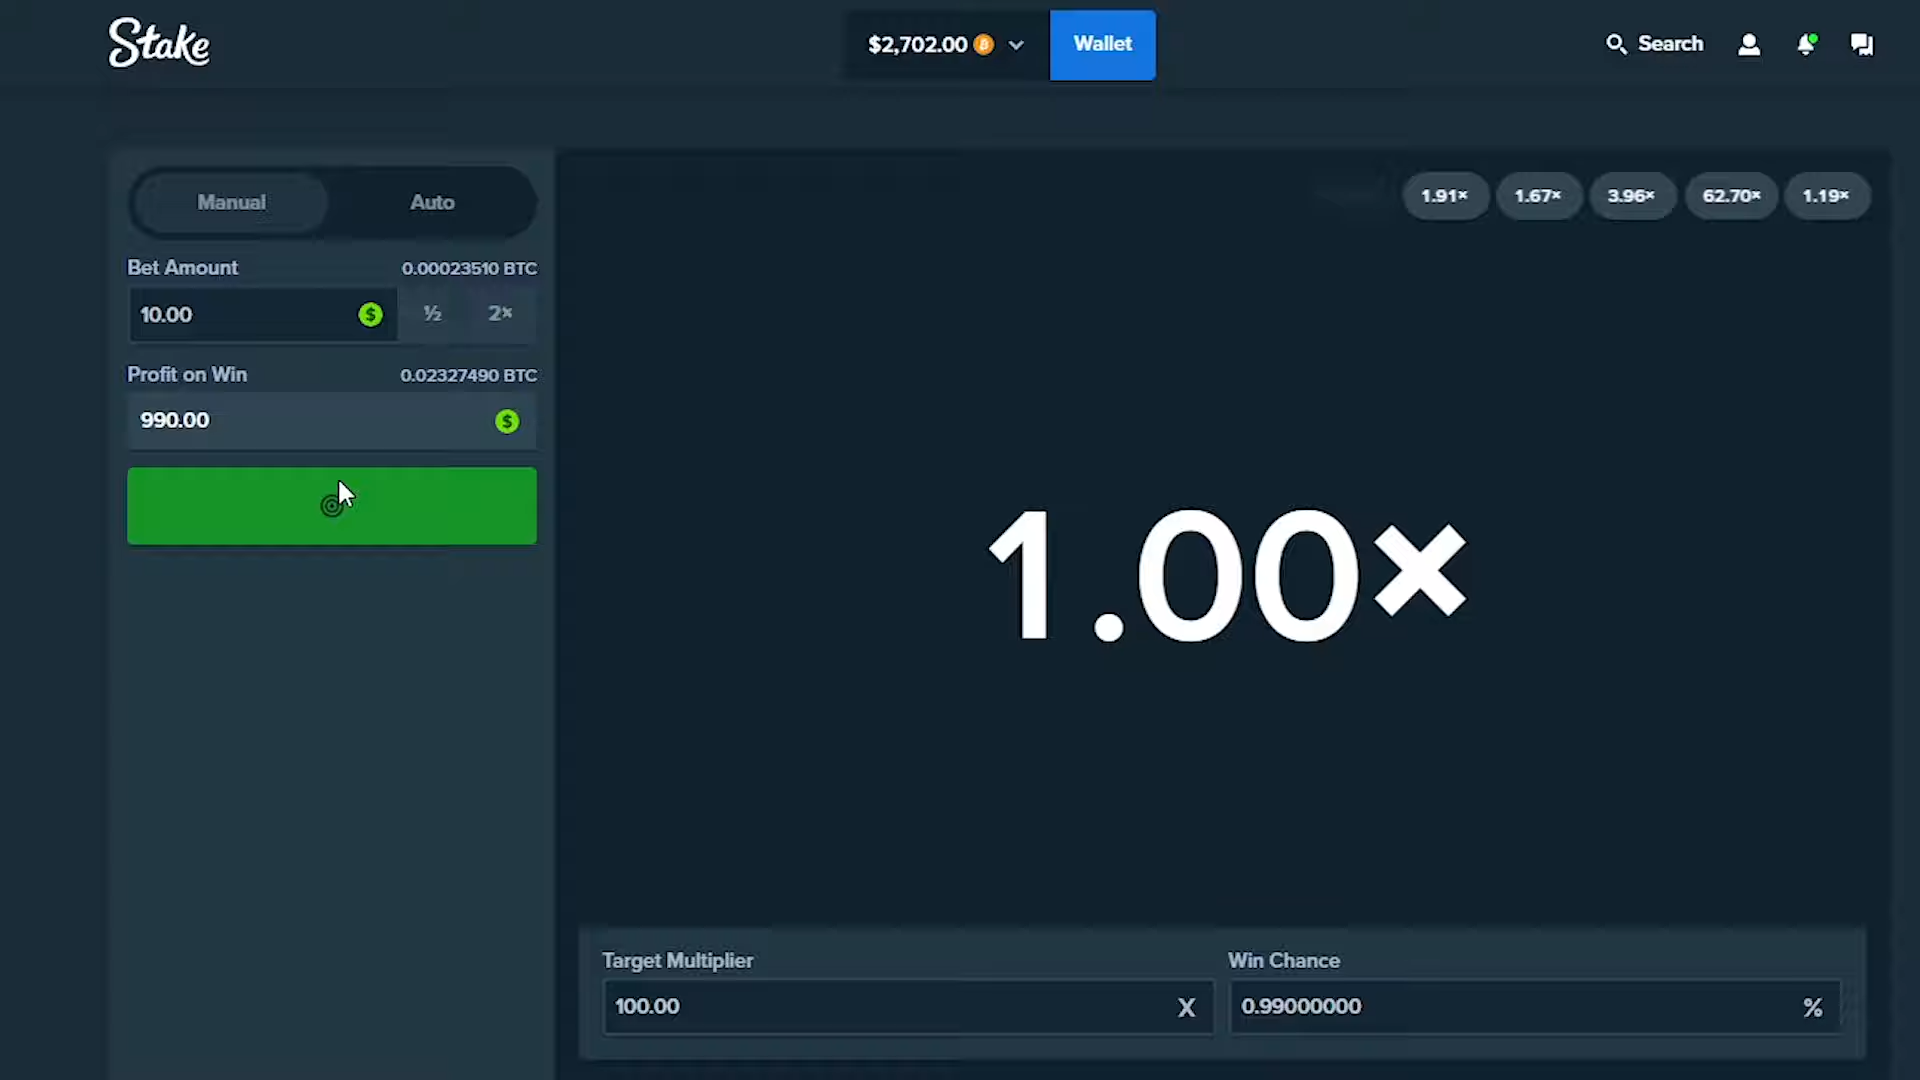 Stake
$2,702.00
Wallet
Search
Manual
Auto
1.91×
1.67×
3.96×
62.70×
1.19×
Bet Amount
0.00023510 BTC
10.00
$
½
2×
Profit on Win
0.02327490 BTC
990.00
$
1.00×
Target Multiplier
100.00
X
Win Chance
0.99000000
%